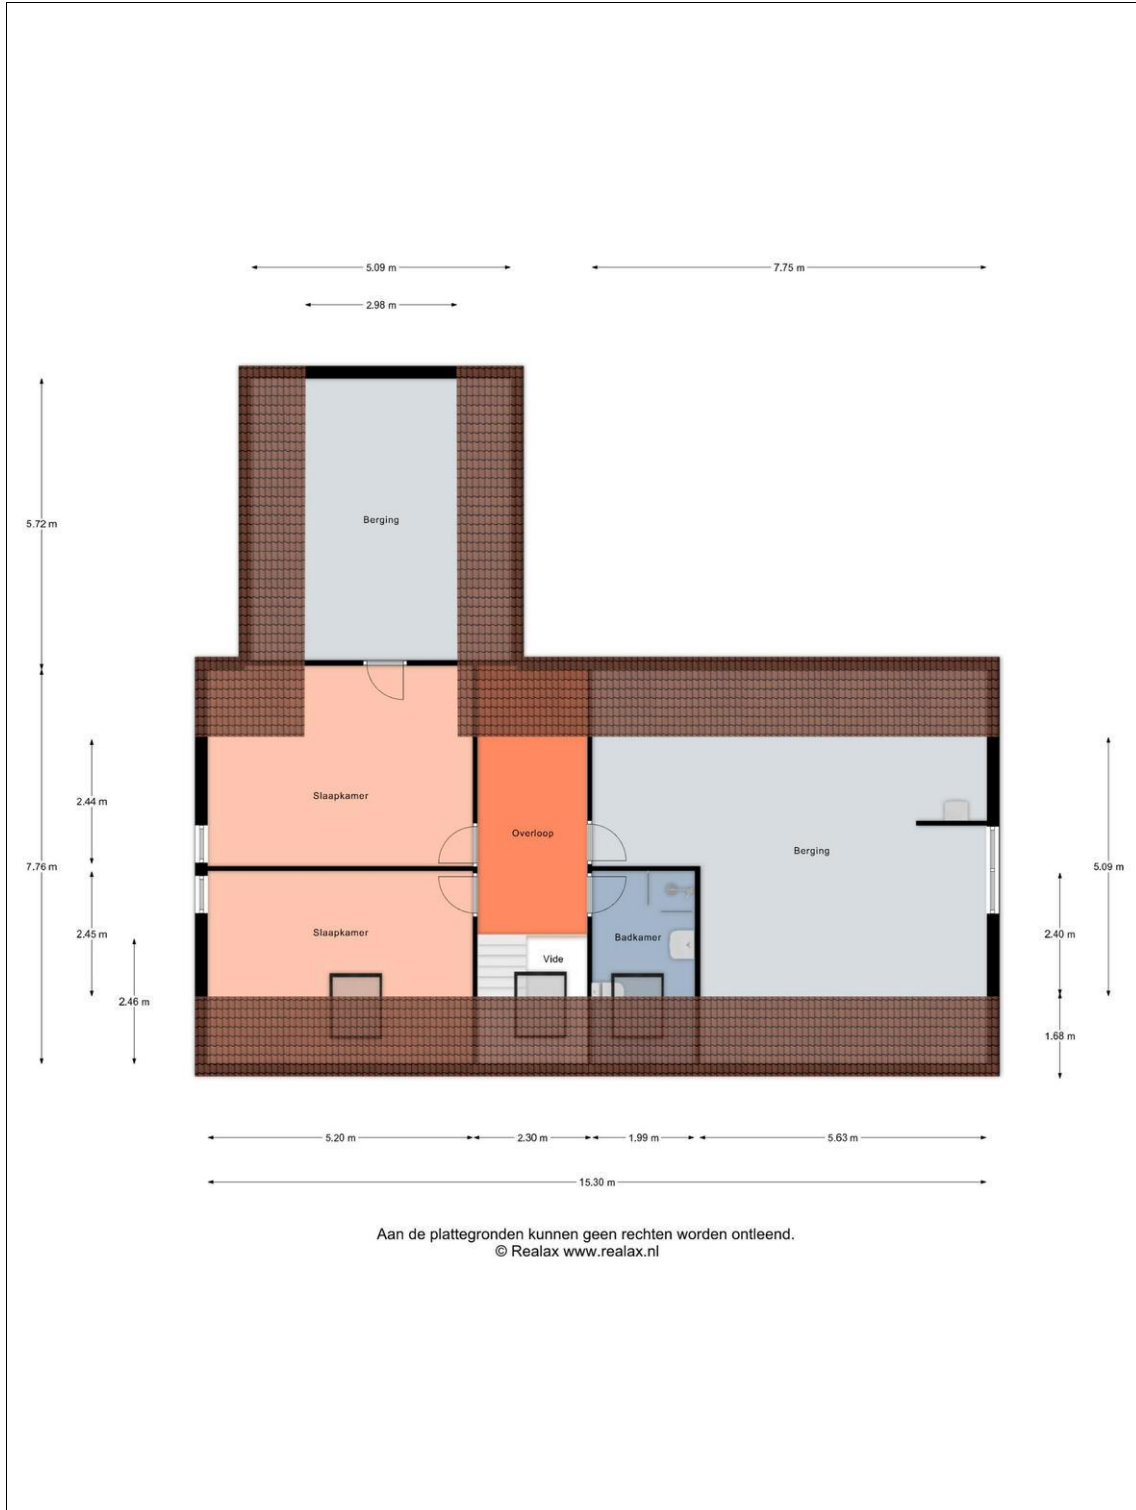 5.09 m
7.75 m
2.98 m
Berging
5.72 m
Slaapkamer
2.44 m
Overloop
Berging
7.76 m
5.09 m
Slaapkamer
2.45 m
Badkamer
2.40 m
Vide
2.46 m
1.68 m
5.20 m
2.30 m
1.99 m
5.63 m
15.30 m
Aan de plattegronden kunnen geen rechten worden ontleend.
© Realax www.realax.nl